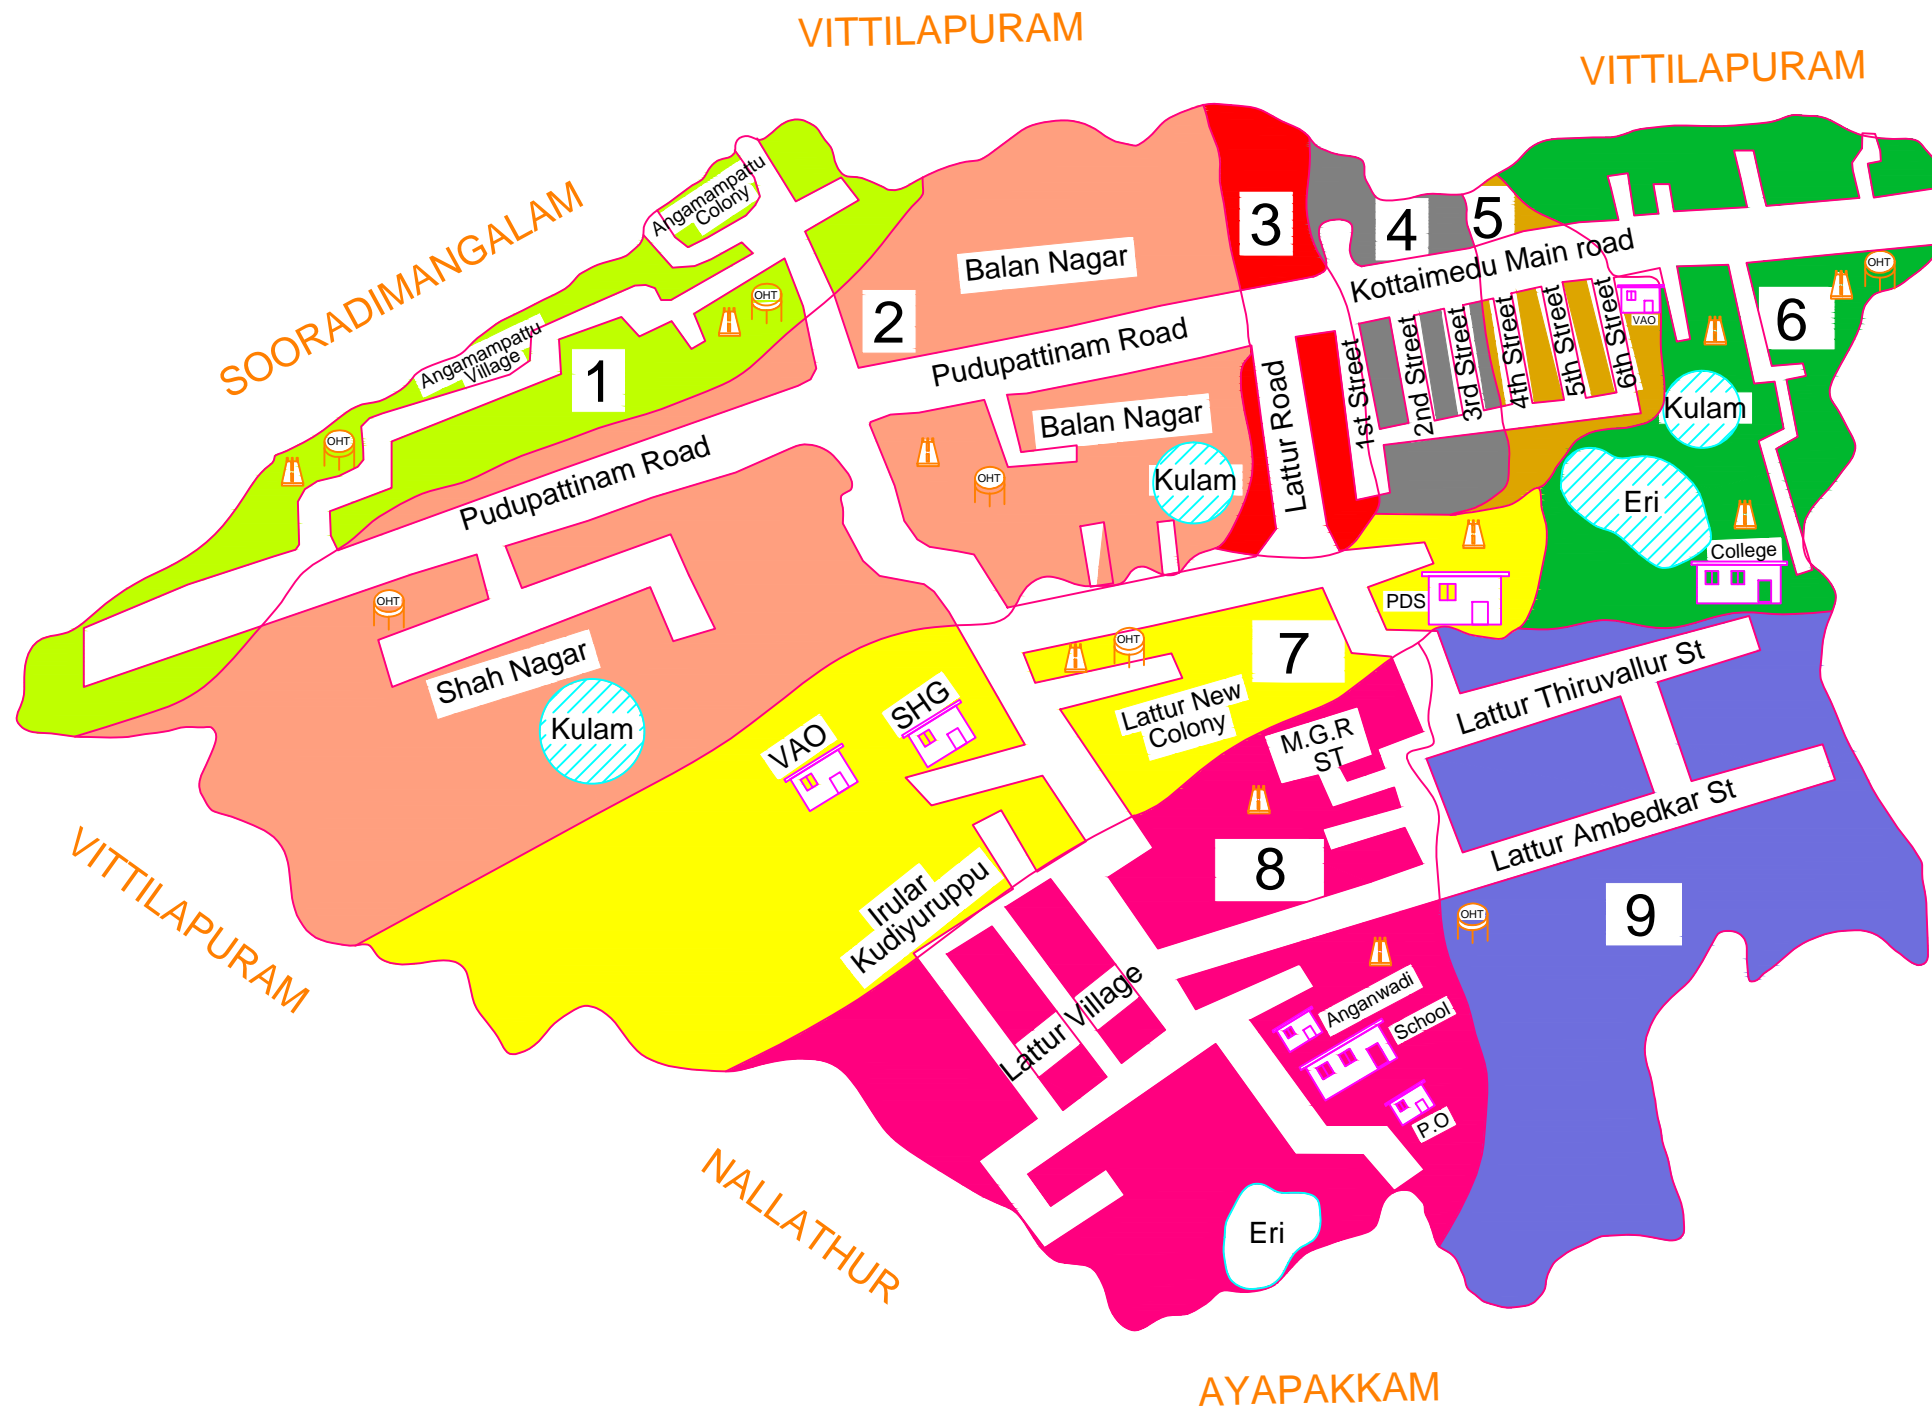 VITTILAPURAM
VITTILAPURAM
SOORADIMANGALAM
Angamampattu
Colony
Balan Nagar
3
4
5
Kottaimedu Main road
OHT
OHT
VAO
6
2
1
Angamampattu
Village
Pudupattinam Road
Balan Nagar
Lattur Road
1st Street
2nd Street
3rd Street
4th Street
5th Street
6th Street
Kulam
OHT
Pudupattinam Road
OHT
Kulam
Eri
College
OHT
PDS
Shah Nagar
Kulam
OHT
7
Lattur New
Colony
SHG
VAO
M.G.R
ST
Lattur Thiruvallur St
Lattur Ambedkar St
VITTILAPURAM
Irular
Kudiyuruppu
8
9
OHT
Lattur Village
Anganwadi
School
P.O
Eri
NALLATHUR
AYAPAKKAM